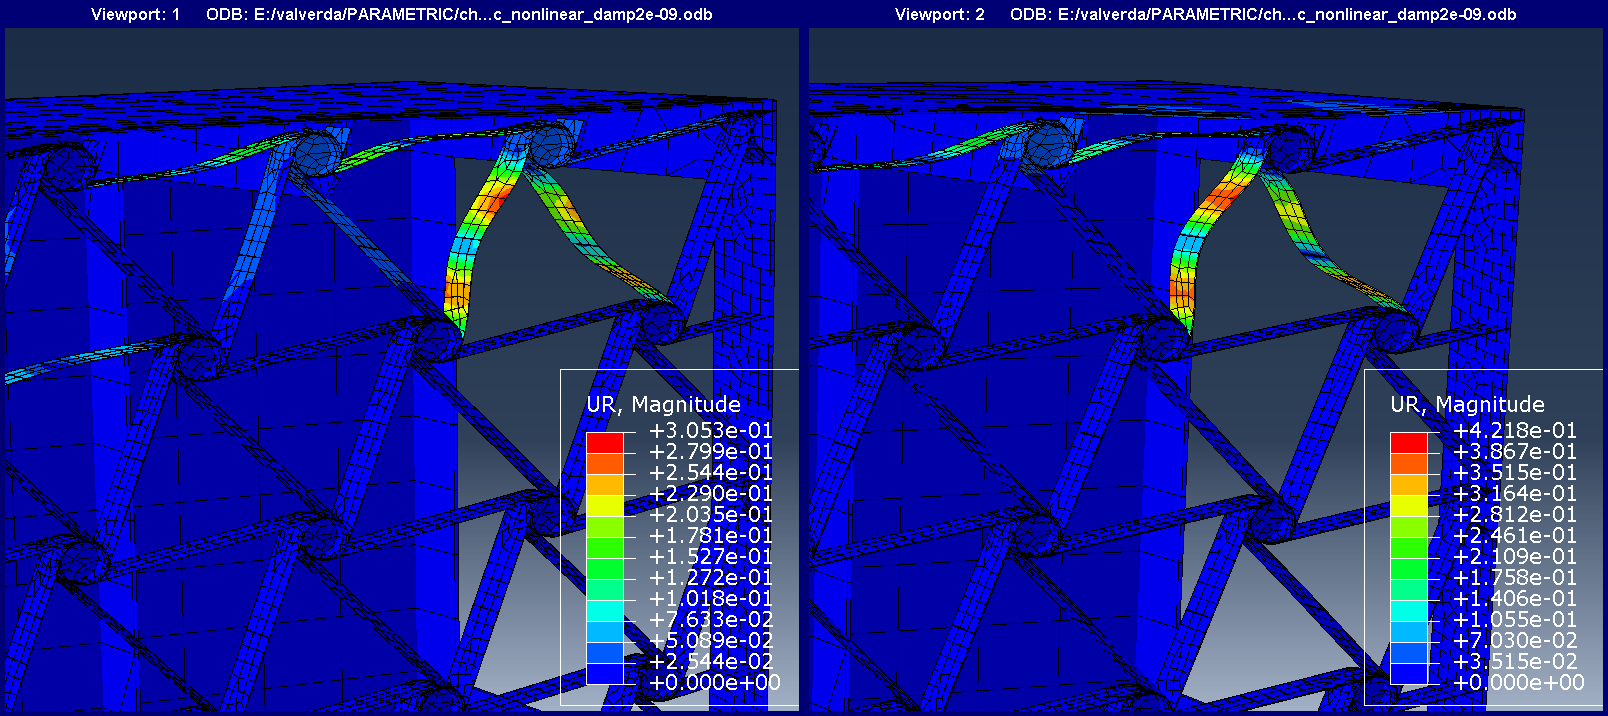 Viewport: 1 ODB: E:/valverda/PARAMETRIC/ch...c_nonlinear_damp2e-09.odb
UR, Magnitude
+3.053e-01
+2.799e-01
+2.544e-01
+2.290e-01
+2.035e-01
+1.781e-01
+1.527e-01
+1.272e-01
+1.018e-01
+7.633e-02
+5.089e-02
+2.544e-02
+0.000e+00
Viewport: 2 ODB: E:/valverda/PARAMETRIC/ch...c_nonlinear_damp2e-09.odb
UR, Magnitude
+4.218e-01
+3.867e-01
+3.515e-01
+3.164e-01
+2.812e-01
+2.461e-01
+2.109e-01
+1.758e-01
+1.406e-01
+1.055e-01
+7.030e-02
+3.515e-02
+0.000e+00